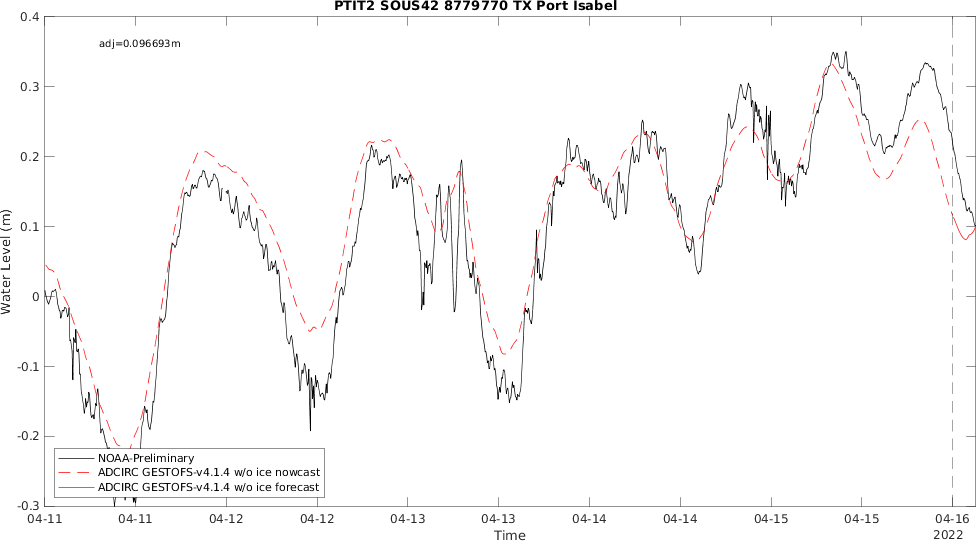 PTIT2 SOUS42 8779770 TX Port Isabel
adj=0.096693m
0.4
0.3
0.2
0.1
0
-0.1
-0.2
-0.3
Water Level (m)
NOAA-Preliminary
ADCIRC GESTOFS-v4.1.4 w/o ice nowcast
ADCIRC GESTOFS-v4.1.4 w/o ice forecast
04-11 04-11 04-12 04-12 04-13 04-13 04-14 04-14 04-15 04-15 04-16
Time
2022